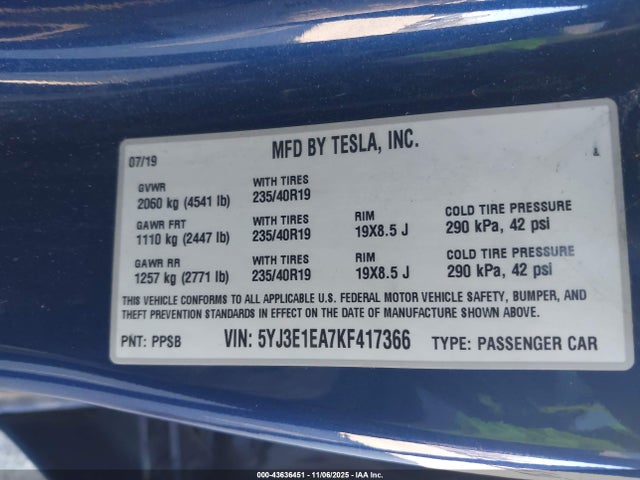 MFD BY TESLA, INC.
07/19
GVWR WITH TIRES
2060 kg (4541 lb) 235/40R19
GAWR FRT WITH TIRES RIM COLD TIRE PRESSURE
1110 kg (2447 lb) 235/40R19 19X8.5 J 290 kPa, 42 psi
GAWR RR WITH TIRES RIM COLD TIRE PRESSURE
1257 kg (2771 lb) 235/40R19 19X8.5 J 290 kPa, 42 psi
THIS VEHICLE CONFORMS TO ALL APPLICABLE U.S. FEDERAL MOTOR VEHICLE SAFETY, BUMPER, AND
THEFT PREVENTION STANDARDS IN EFFECT ON THE DATE OF MANUFACTURE SHOWN ABOVE.
PNT: PPSB VIN: 5YJ3E1EA7KF417366 TYPE: PASSENGER CAR
00-43636451 - 11/06/2025 - IAA Inc.